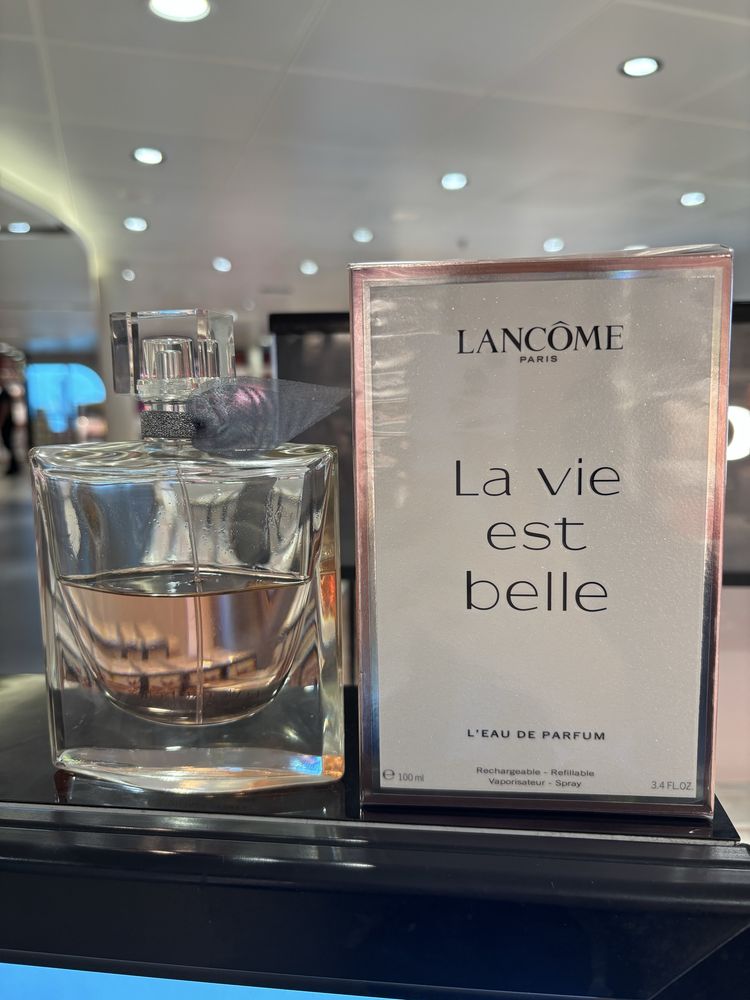 LANCÔME
PARIS
La vie
est
belle
L'EAU DE PARFUM
Rechargeable - Refillable
Vaporisateur - Spray
℮ 100 ml
3.4 FL.OZ.